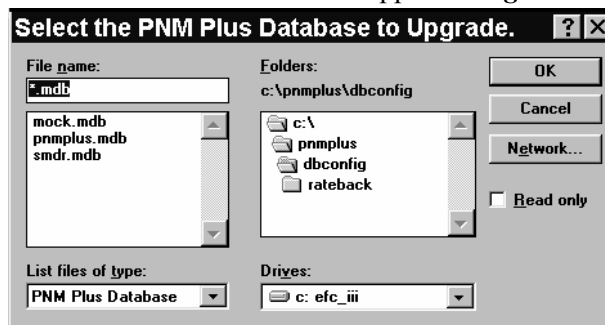 Select the PNM Plus Database to Upgrade.
File name:
*.mdb
mock.mdb
pnmplus.mdb
smdr.mdb
List files of type:
PNM Plus Database
Folders:
c:\pnmplus\dbconfig
c:\
pnmplus
dbconfig
rateback
Drives:
c: efc_iii
OK
Cancel
Network...
Read only